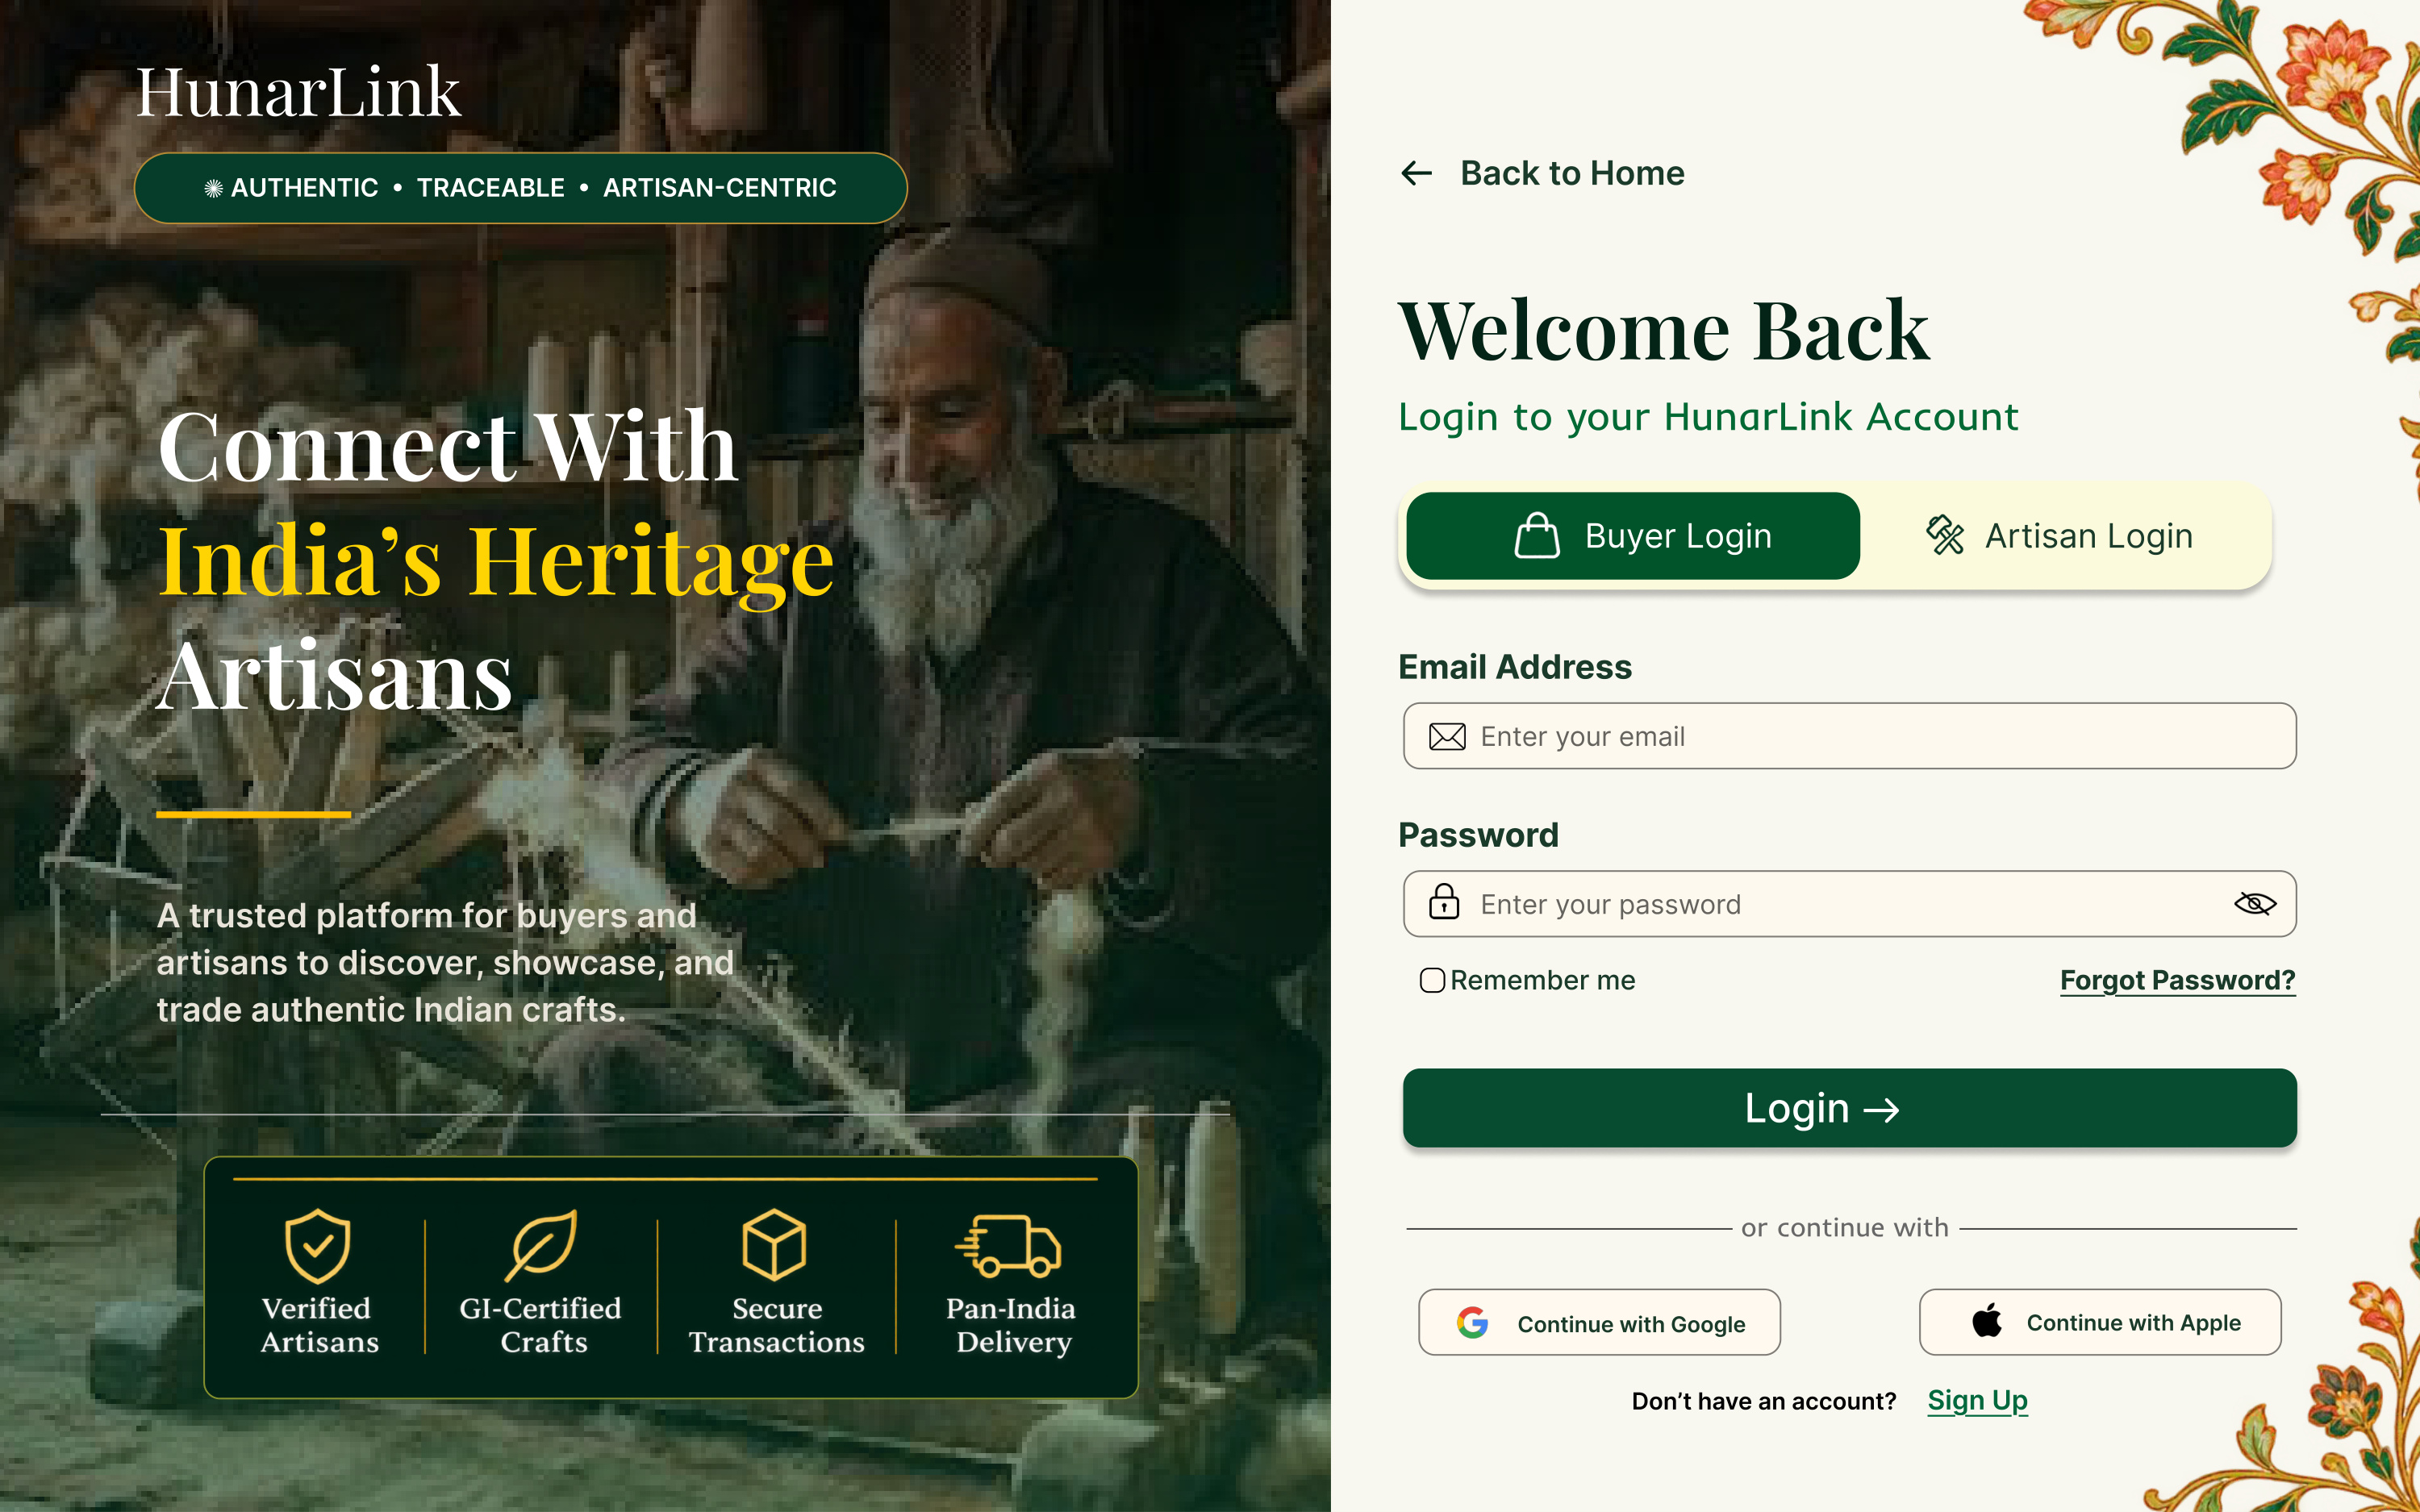 HunarLink
AUTHENTIC • TRACEABLE • ARTISAN-CENTRIC
Connect With
India’s Heritage
Artisans
A trusted platform for buyers and
artisans to discover, showcase, and
trade authentic Indian crafts.
Verified
Artisans
GI-Certified
Crafts
Secure
Transactions
Pan-India
Delivery
← Back to Home
Welcome Back
Login to your HunarLink Account
Buyer Login
Artisan Login
Email Address
Enter your email
Password
Enter your password
Remember me
Forgot Password?
Login →
or continue with
Continue with Google
Continue with Apple
Don’t have an account? Sign Up